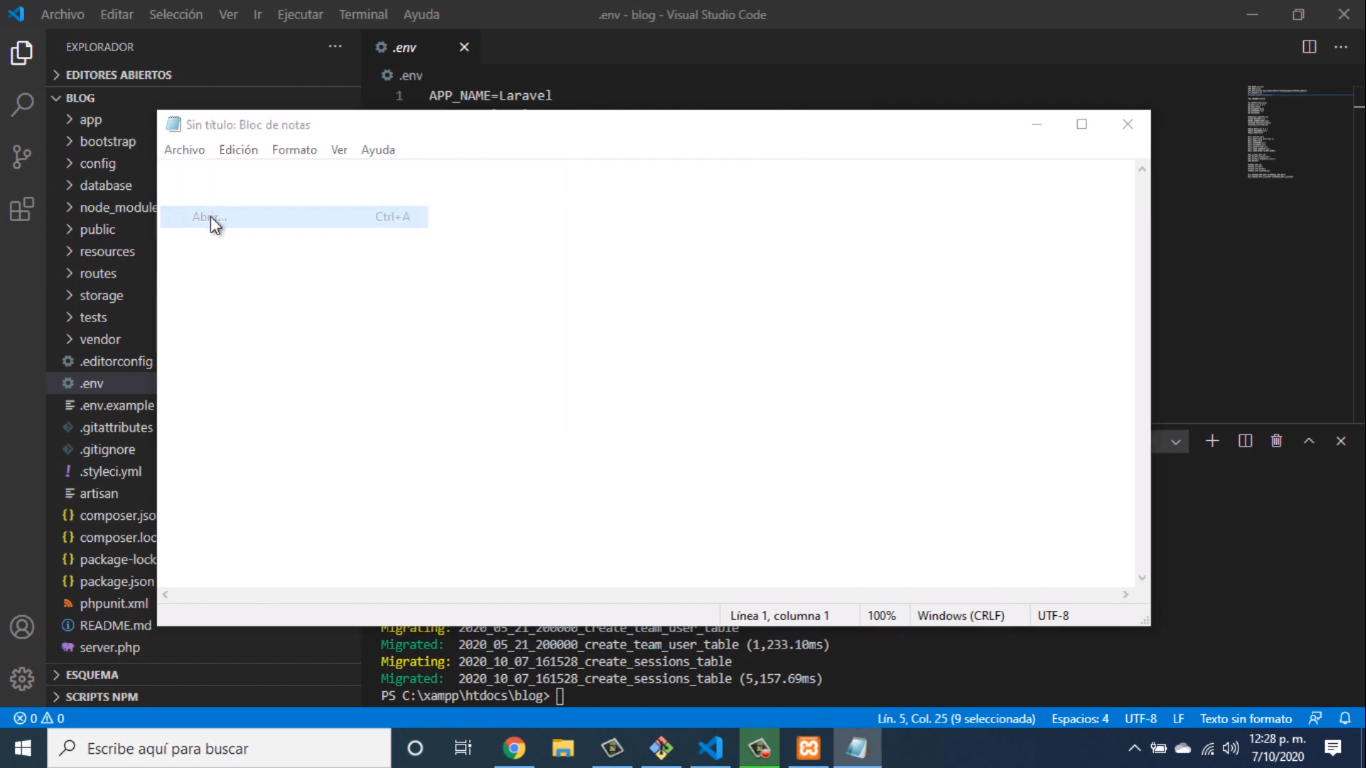 Archivo Editar Selección Ver Ir Ejecutar Terminal Ayuda .env - blog - Visual Studio Code
EXPLORADOR
EDITORES ABIERTOS
BLOG
app
bootstrap
config
database
node_module
public
resources
routes
storage
tests
vendor
.editorconfig
.env
.env.example
.gitattributes
.gitignore
.styleci.yml
artisan
composer.jso
composer.loc
package-lock
package.json
phpunit.xml
README.md
server.php
ESQUEMA
SCRIPTS NPM
.env
.env
1 APP_NAME=Laravel
Sin título: Bloc de notas
Archivo Edición Formato Ver Ayuda
Abrir... Ctrl+A
Línea 1, columna 1 100% Windows (CRLF) UTF-8
Migrating: 2020_05_21_200000_create_team_user_table
Migrated: 2020_05_21_200000_create_team_user_table (1,233.10ms)
Migrating: 2020_10_07_161528_create_sessions_table
Migrated: 2020_10_07_161528_create_sessions_table (5,157.69ms)
PS C:\xampp\htdocs\blog>
0 0 Lín. 5, Col. 25 (9 seleccionada) Espacios: 4 UTF-8 LF Texto sin formato
Escribe aquí para buscar
12:28 p. m.
7/10/2020